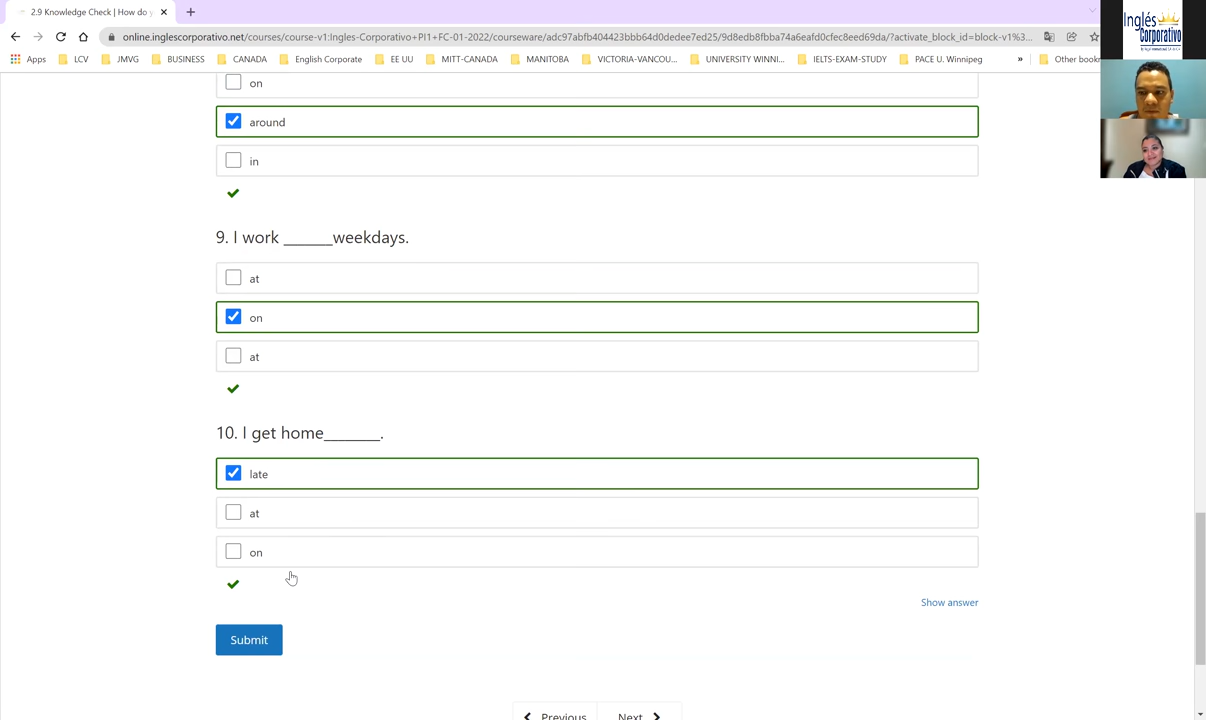 2.9 Knowledge Check | How do y
online.inglescorporativo.net/courses/course-v1:Ingles-Corporativo+PI1+FC-01-2022/courseware/adc97abfb404423bbb64d0dedee7ed25/9d8edb8fbba74a6eafd0cfec8eed69da/?activate_block_id=block-v1%3...
Apps LCV JMVG BUSINESS CANADA English Corporate EE UU MITT-CANADA MANITOBA VICTORIA-VANCOU... UNIVERSITY WINNI... IELTS-EXAM-STUDY PACE U. Winnipeg » Other bookm
Inglés
Corporativo
on
around
in
9. I work ______weekdays.
at
on
at
10. I get home_______.
late
at
on
Show answer
Submit
Previous Next